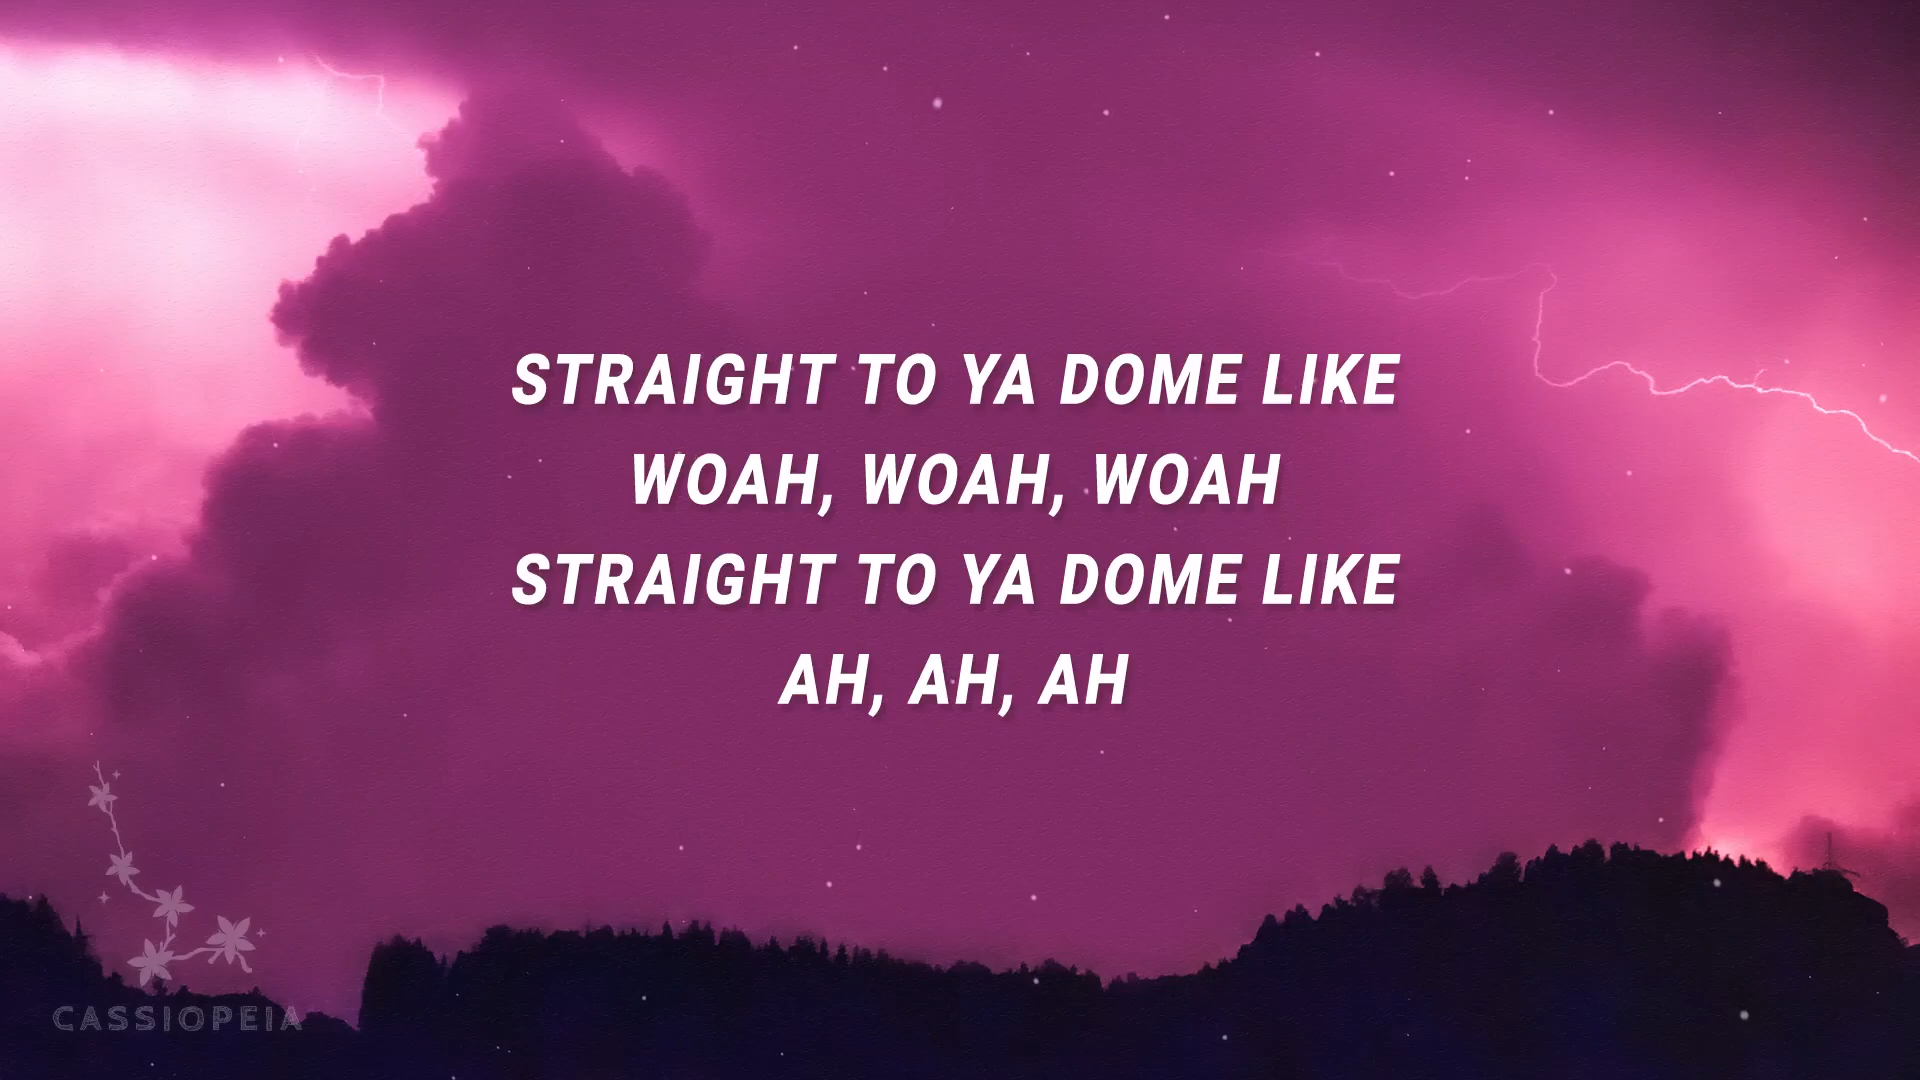 STRAIGHT TO YA DOME LIKE
WOAH, WOAH, WOAH
STRAIGHT TO YA DOME LIKE
AH, AH, AH
CASSIOPEIA